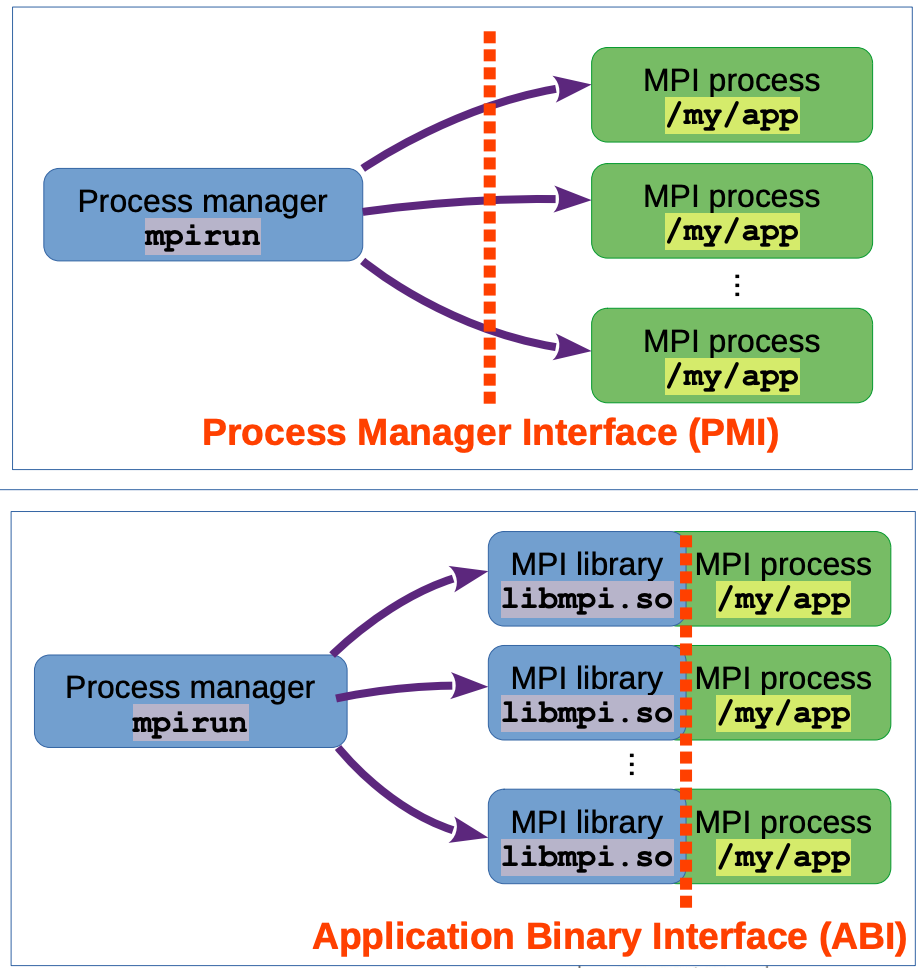 MPI process
/my/app
Process manager
mpirun
MPI process
/my/app
⋮
MPI process
/my/app
Process Manager Interface (PMI)
MPI library
libmpi.so
MPI process
/my/app
Process manager
mpirun
MPI library
libmpi.so
MPI process
/my/app
⋮
MPI library
libmpi.so
MPI process
/my/app
Application Binary Interface (ABI)